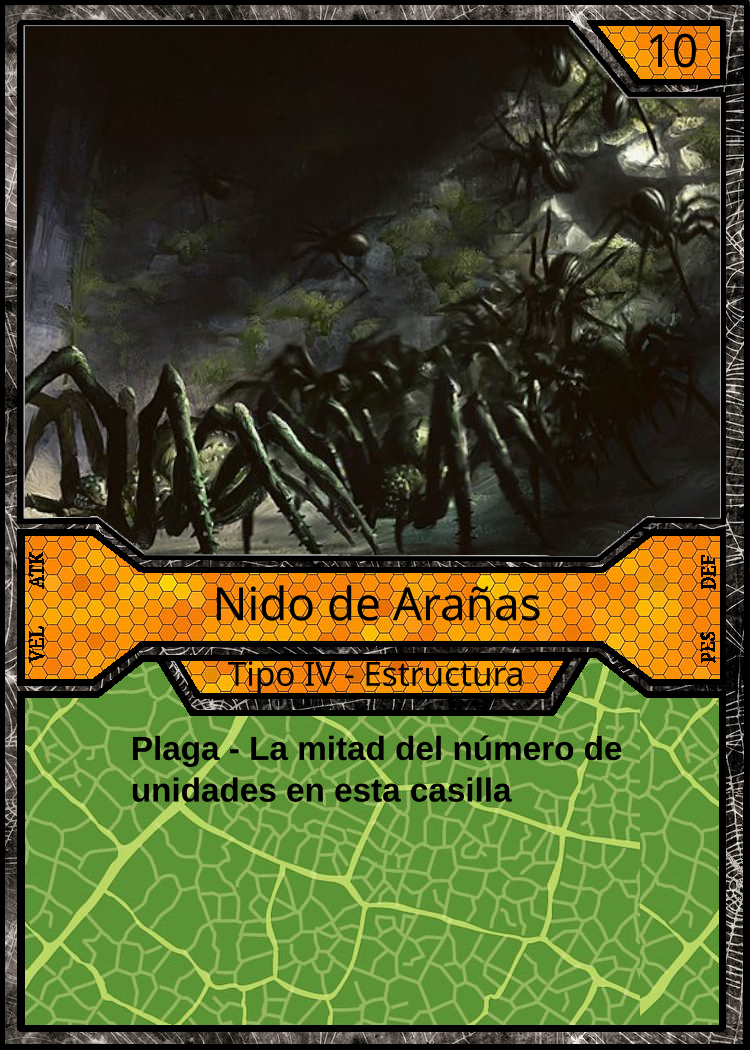 10
ATK
DEF
Nido de Arañas
VEL
PES
Tipo IV - Estructura
Plaga - La mitad del número de
unidades en esta casilla